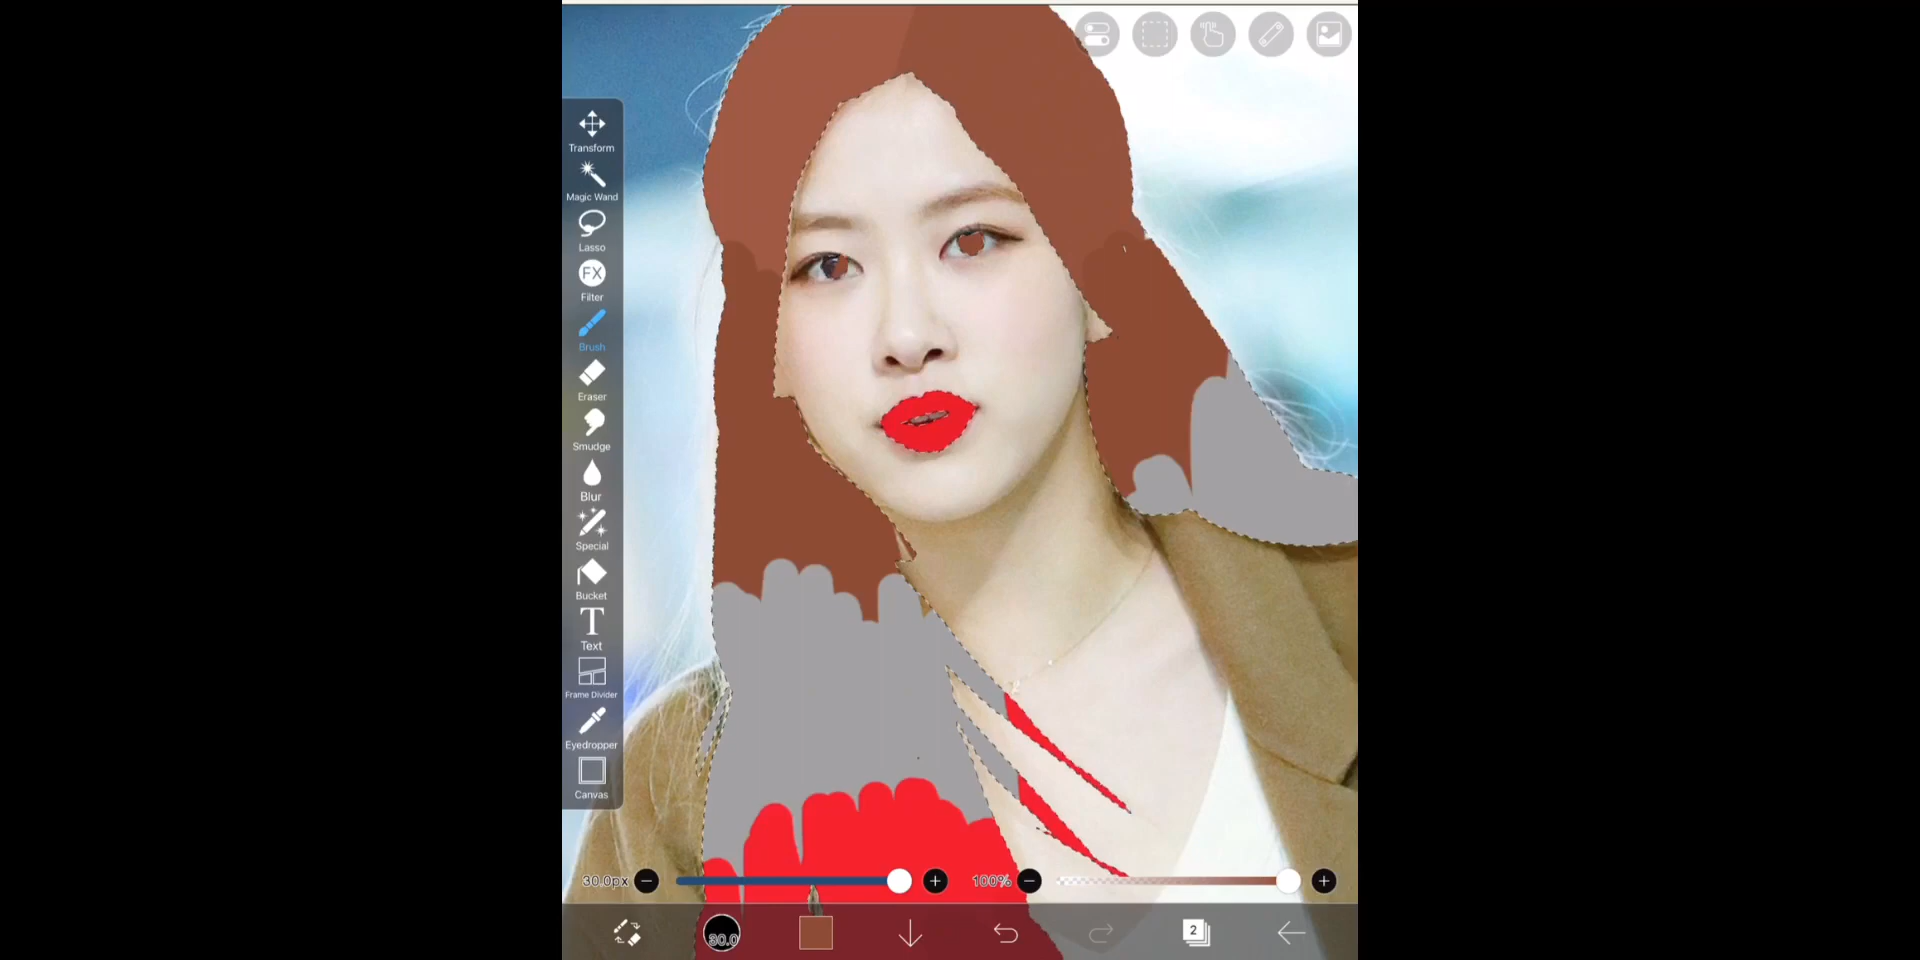 Transform
Magic Wand
Lasso
FX
Filter
Brush
Eraser
Smudge
Blur
Special
Bucket
T
Text
Frame Divider
Eyedropper
Canvas
30.0px
100%
30.0
2